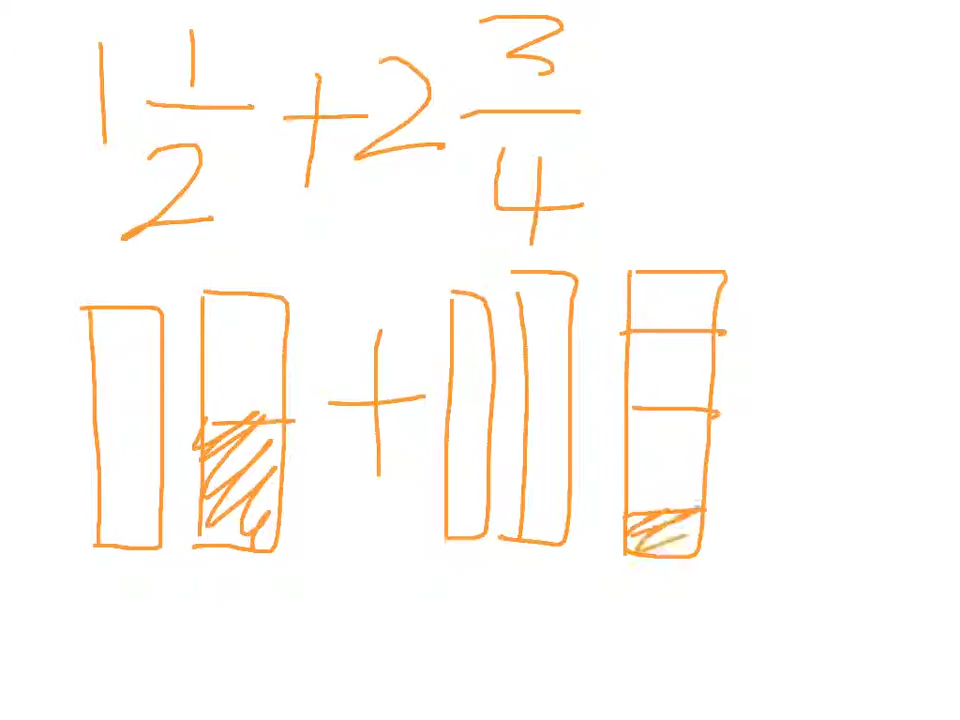 1 1/2 + 2 3/4
+